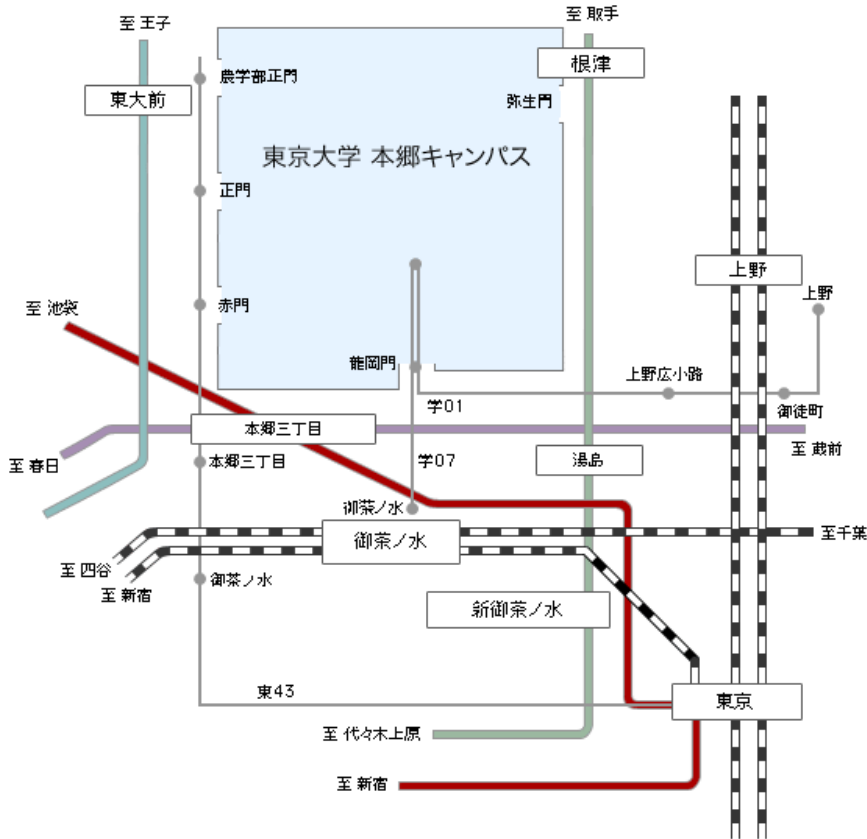 至 王子
至 取手
根津
農学部正門
東大前
弥生門
東京大学 本郷キャンパス
正門
上野
上野
至 池袋
赤門
龍岡門
上野広小路
学01
御徒町
本郷三丁目
至 蔵前
至 春日
本郷三丁目
学07
湯島
御茶ノ水
御茶ノ水
至千葉
至 四谷
至 新宿
御茶ノ水
新御茶ノ水
東43
東京
至 代々木上原
至 新宿